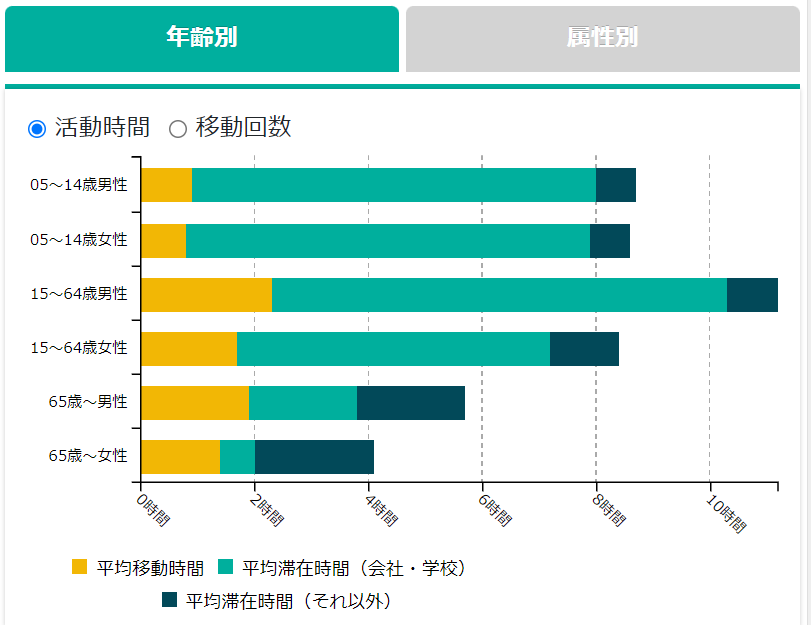 年齢別 属性別
活動時間 移動回数
05～14歳男性
05～14歳女性
15～64歳男性
15～64歳女性
65歳～男性
65歳～女性
0時間 2時間 4時間 6時間 8時間 10時間
平均移動時間 平均滞在時間（会社・学校）
平均滞在時間（それ以外）